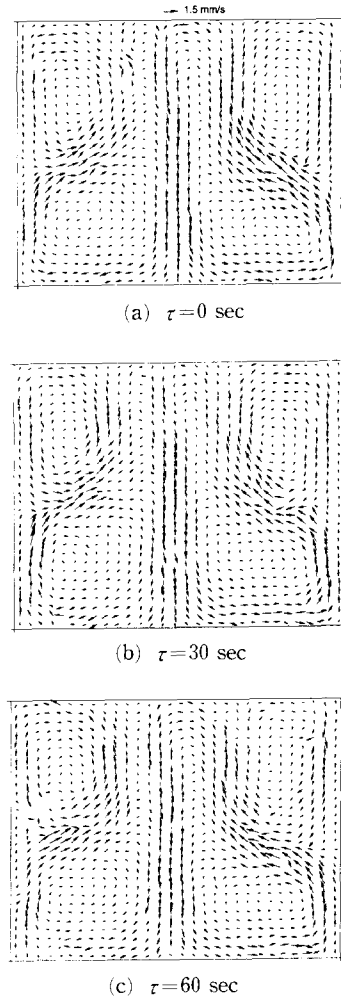 1.5 mm/s
(a) τ=0 sec
(b) τ=30 sec
(c) τ=60 sec